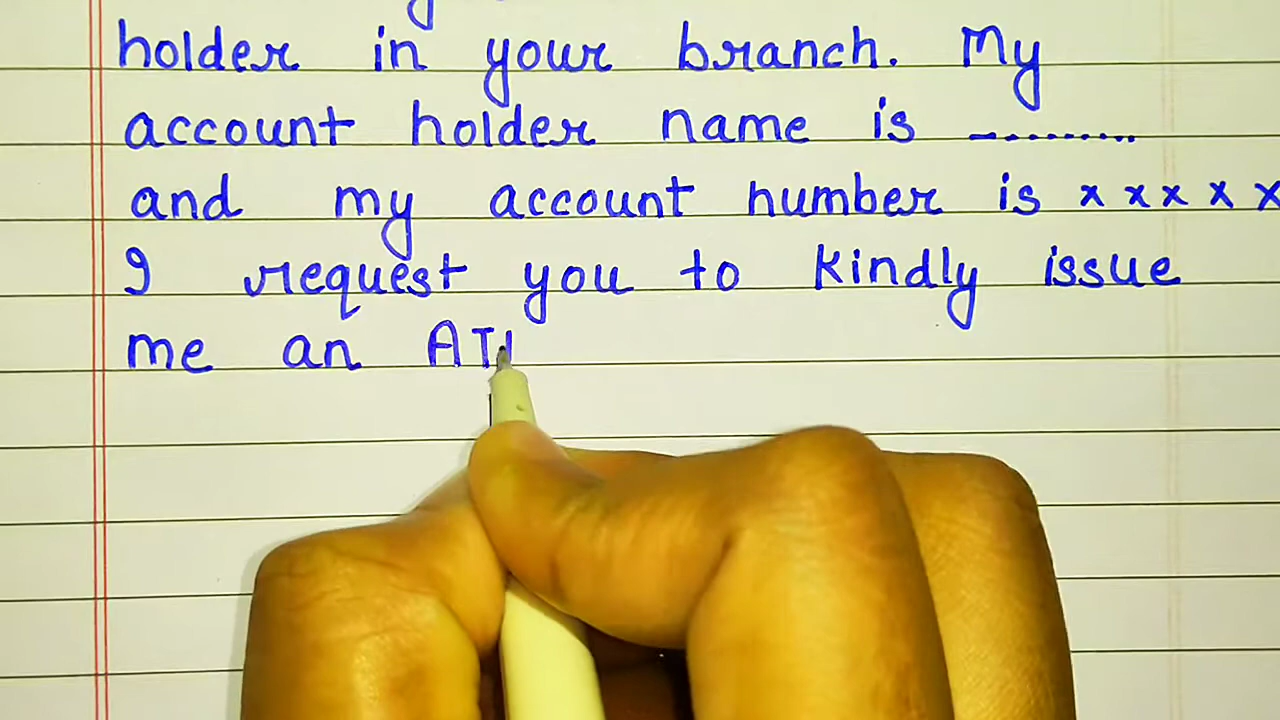 holder in your branch. My
account holder name is ..........
and my account number is x x x x x
I request you to kindly issue
me an AT